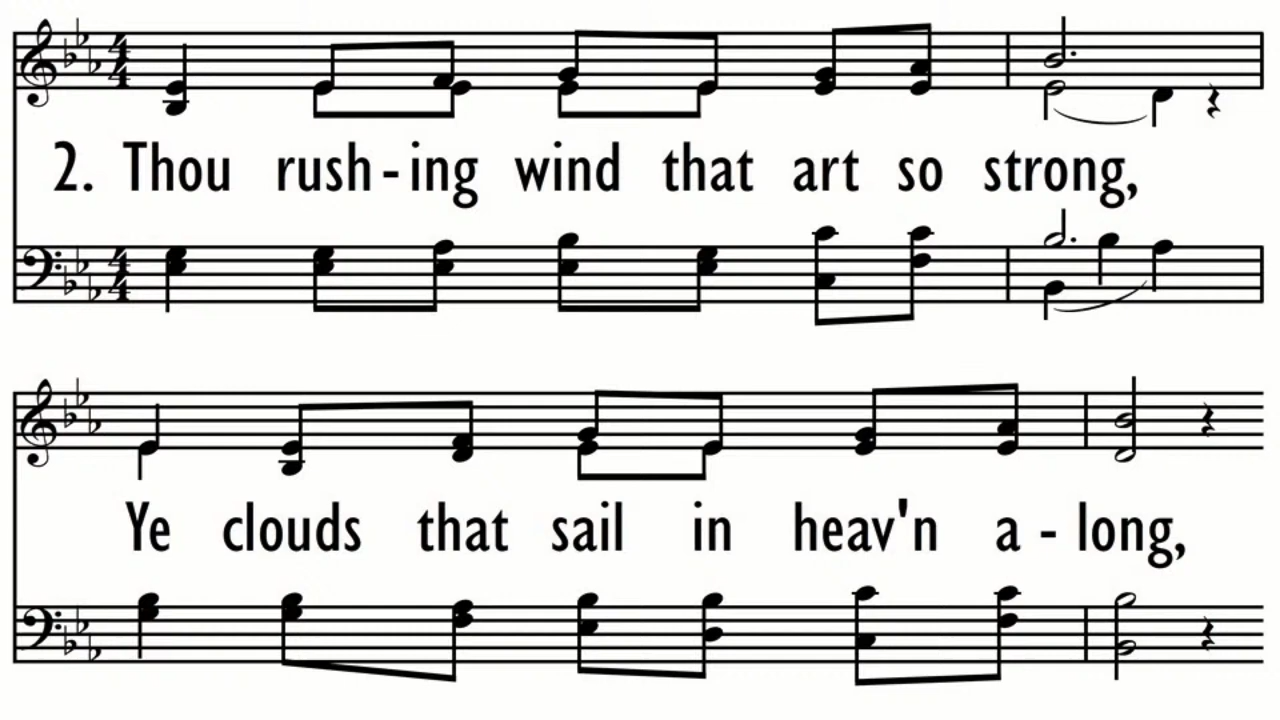 2. Thou rush-ing wind that art so strong,
Ye clouds that sail in heav'n a-long,